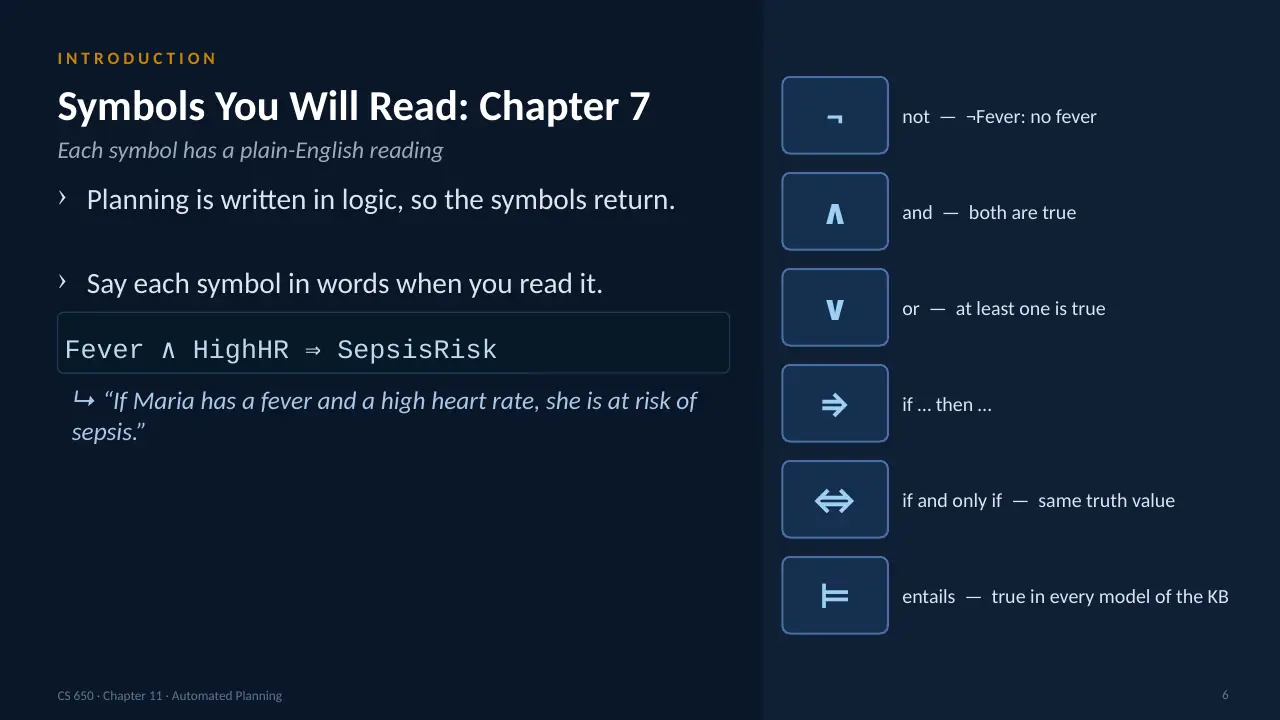 INTRODUCTION
Symbols You Will Read: Chapter 7
Each symbol has a plain-English reading
› Planning is written in logic, so the symbols return.
› Say each symbol in words when you read it.
Fever ∧ HighHR ⇒ SepsisRisk
↪ “If Maria has a fever and a high heart rate, she is at risk of
sepsis.”
¬ not — ¬Fever: no fever
∧ and — both are true
∨ or — at least one is true
⇒ if … then …
⇔ if and only if — same truth value
⊨ entails — true in every model of the KB
CS 650 · Chapter 11 · Automated Planning
6